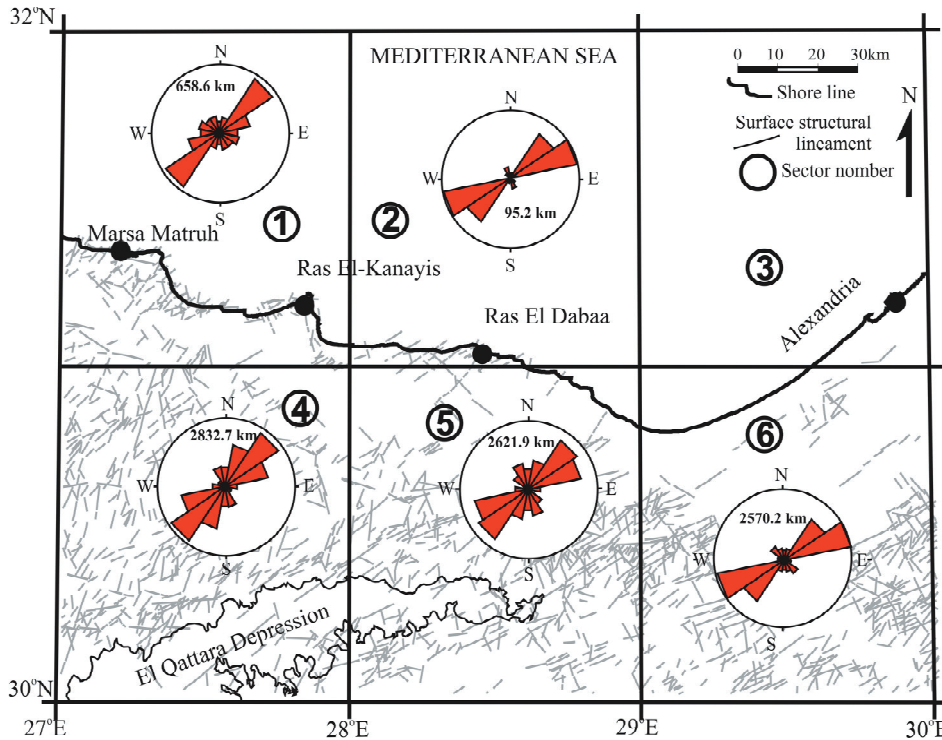 32°N
MEDITERRANEAN SEA
0 10 20 30km
Shore line
N
Surface structural
lineament
Sector nomber
N
658.6 km
W
E
S
N
W
E
95.2 km
S
1
2
3
Marsa Matruh
Ras El-Kanayis
Ras El Dabaa
Alexandria
4
N
2832.7 km
W
E
S
5
N
2621.9 km
W
E
S
6
N
2570.2 km
W
E
S
El Qattara Depression
30°N
27°E
28°E
29°E
30°E